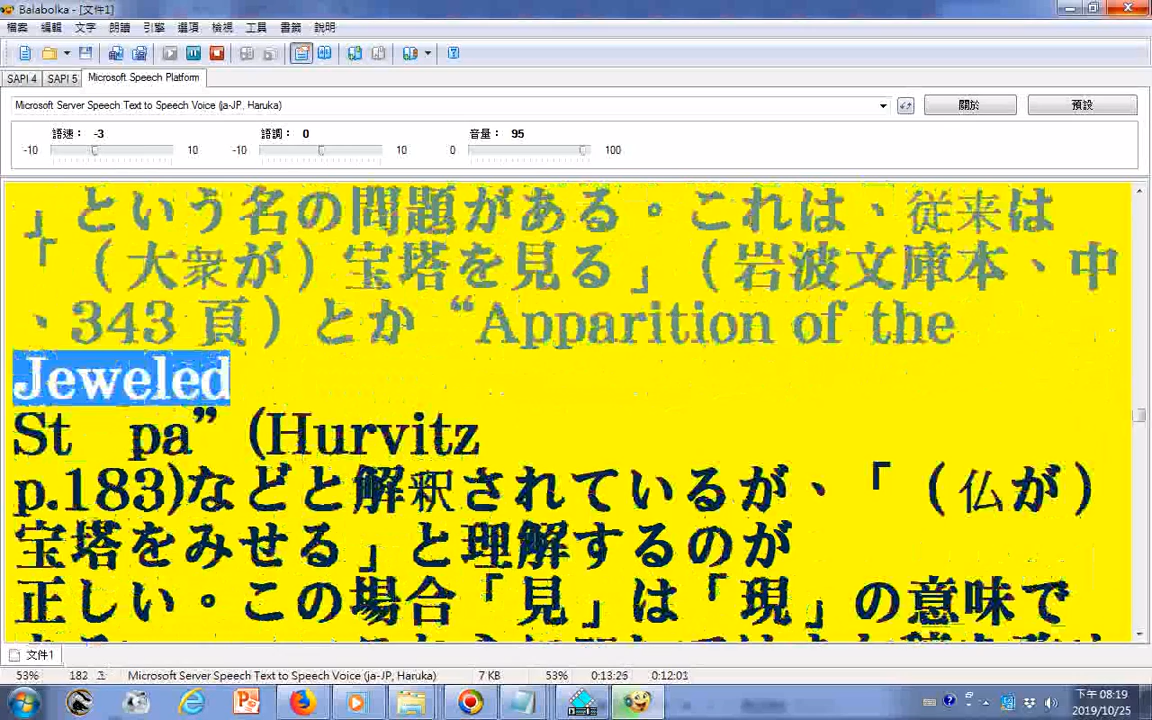 Balabolka - [文件1]
檔案 編輯 文字 朗讀 引擎 選項 檢視 工具 書籤 說明
SAPI 4 SAPI 5 Microsoft Speech Platform
Microsoft Server Speech Text to Speech Voice (ja-JP, Haruka) 關於 預設
語速： -3 語調： 0 音量： 95
-10 10 -10 10 0 100
」という名の問題がある。これは、従来は
「（大衆が）宝塔を見る」（岩波文庫本、中
、343 頁）とか “Apparition of the
Jeweled
St pa” (Hurvitz
p.183)などと解釈されているが、「（仏が）
宝塔をみせる」と理解するのが
正しい。この場合「見」は「現」の意味で
文件1
53% 182 Microsoft Server Speech Text to Speech Voice (ja-JP, Haruka) 7 KB 53% 0:13:25 0:12:01
下午 08:19
2019/10/25